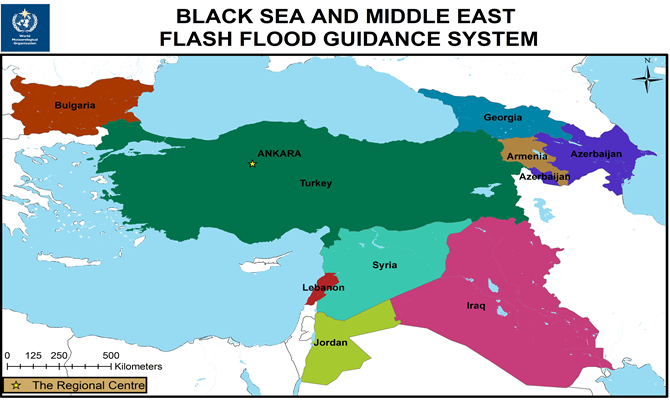 BLACK SEA AND MIDDLE EAST
FLASH FLOOD GUIDANCE SYSTEM
World
Meteorological
Organization
N
Bulgaria
Georgia
ANKARA
Armenia
Azerbaijan
Azerbaijan
Turkey
Syria
Lebanon
Iraq
Jordan
0 125 250 500
Kilometers
The Regional Centre